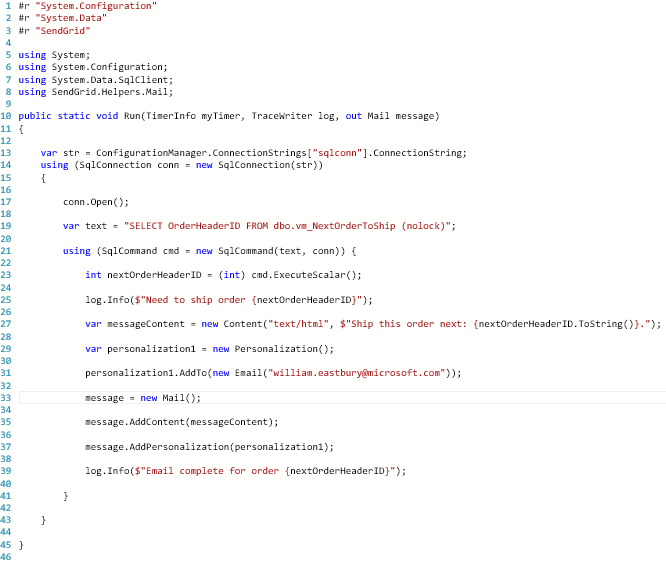 1 #r "System.Configuration"
2 #r "System.Data"
3 #r "SendGrid"
4
5 using System;
6 using System.Configuration;
7 using System.Data.SqlClient;
8 using SendGrid.Helpers.Mail;
9
10 public static void Run(TimerInfo myTimer, TraceWriter log, out Mail message)
11 {
12
13     var str = ConfigurationManager.ConnectionStrings["sqlconn"].ConnectionString;
14     using (SqlConnection conn = new SqlConnection(str))
15     {
16
17         conn.Open();
18
19         var text = "SELECT OrderHeaderID FROM dbo.vm_NextOrderToShip (nolock)";
20
21         using (SqlCommand cmd = new SqlCommand(text, conn)) {
22
23             int nextOrderHeaderID = (int) cmd.ExecuteScalar();
24
25             log.Info($"Need to ship order {nextOrderHeaderID}");
26
27             var messageContent = new Content("text/html", $"Ship this order next: {nextOrderHeaderID.ToString()}.");
28
29             var personalization1 = new Personalization();
30
31             personalization1.AddTo(new Email("william.eastbury@microsoft.com"));
32
33             message = new Mail();
34
35             message.AddContent(messageContent);
36
37             message.AddPersonalization(personalization1);
38
39             log.Info($"Email complete for order {nextOrderHeaderID}");
40
41         }
42
43     }
44
45 }
46